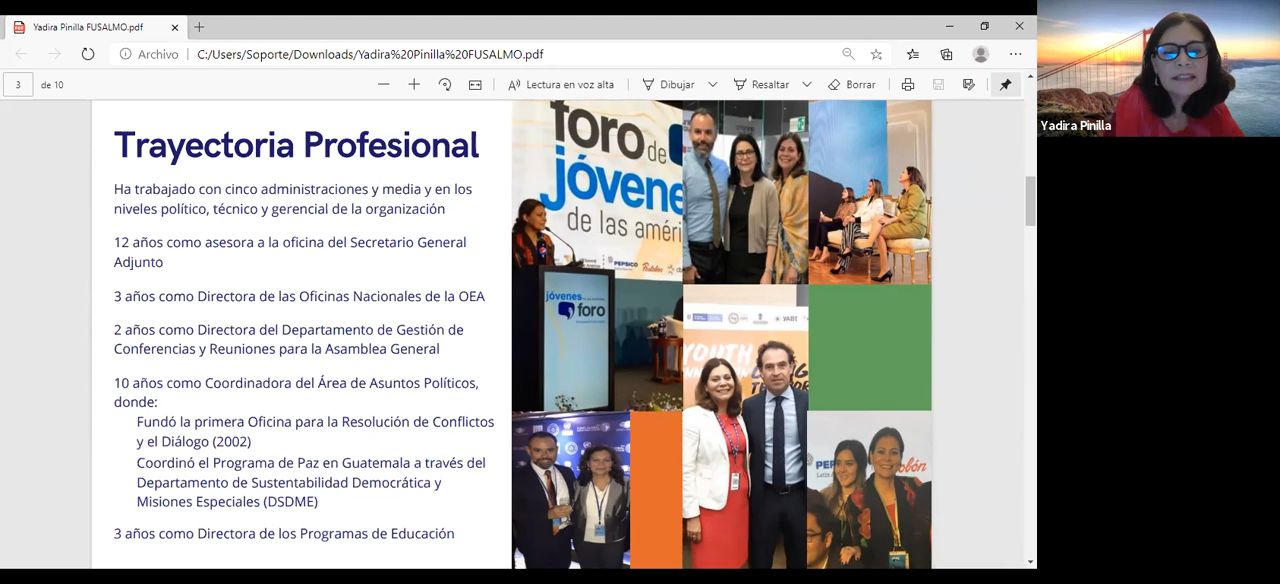 Yadira Pinilla FUSALMO.pdf
Archivo
C:/Users/Soporte/Downloads/Yadira%20Pinilla%20FUSALMO.pdf
3
de 10
Lectura en voz alta
Dibujar
Resaltar
Borrar
Yadira Pinilla
Trayectoria Profesional
Ha trabajado con cinco administraciones y media y en los
niveles político, técnico y gerencial de la organización
12 años como asesora a la oficina del Secretario General
Adjunto
3 años como Directora de las Oficinas Nacionales de la OEA
2 años como Directora del Departamento de Gestión de
Conferencias y Reuniones para la Asamblea General
10 años como Coordinadora del Área de Asuntos Políticos,
donde:
Fundó la primera Oficina para la Resolución de Conflictos
y el Diálogo (2002)
Coordinó el Programa de Paz en Guatemala a través del
Departamento de Sustentabilidad Democrática y
Misiones Especiales (DSDME)
3 años como Directora de los Programas de Educación
foro de
jóvene
de las améri
PEPSICO
Postobón
jóvenes
foro
YABT
YOUTH